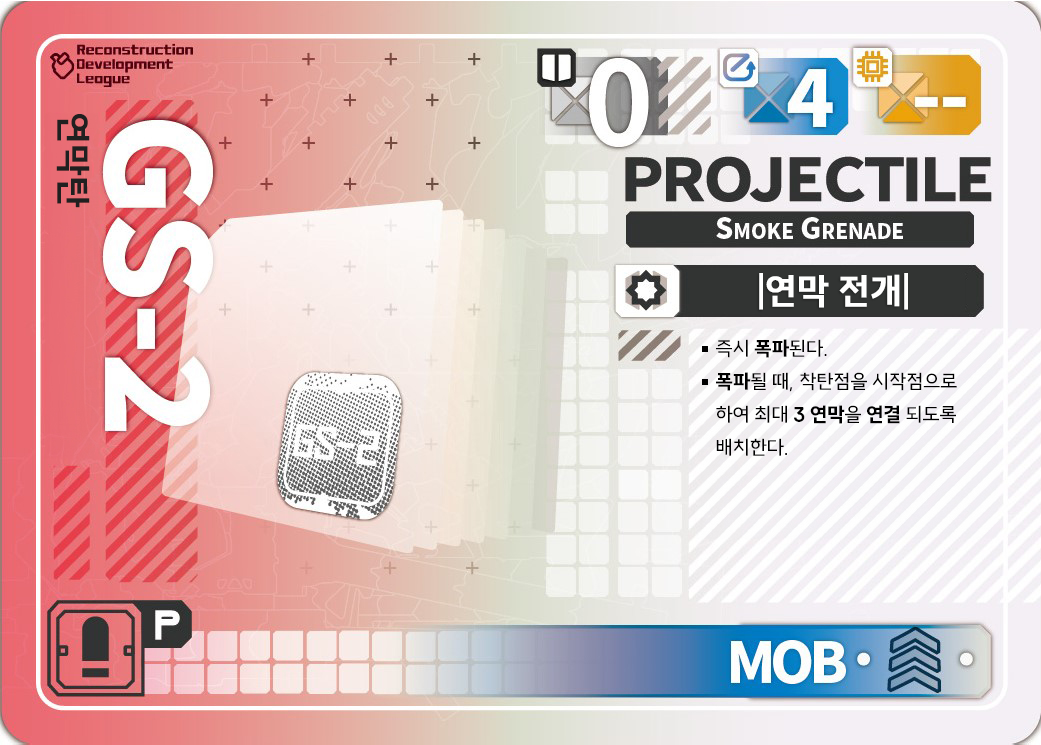 Reconstruction
Development
League
연막탄
GS-2
0
4
--
PROJECTILE
SMOKE GRENADE
|연막 전개|
▪ 즉시 폭파된다.
▪ 폭파될 때, 착탄점을 시작점으로
하여 최대 3 연막을 연결 되도록
배치한다.
GS-2
P
MOB